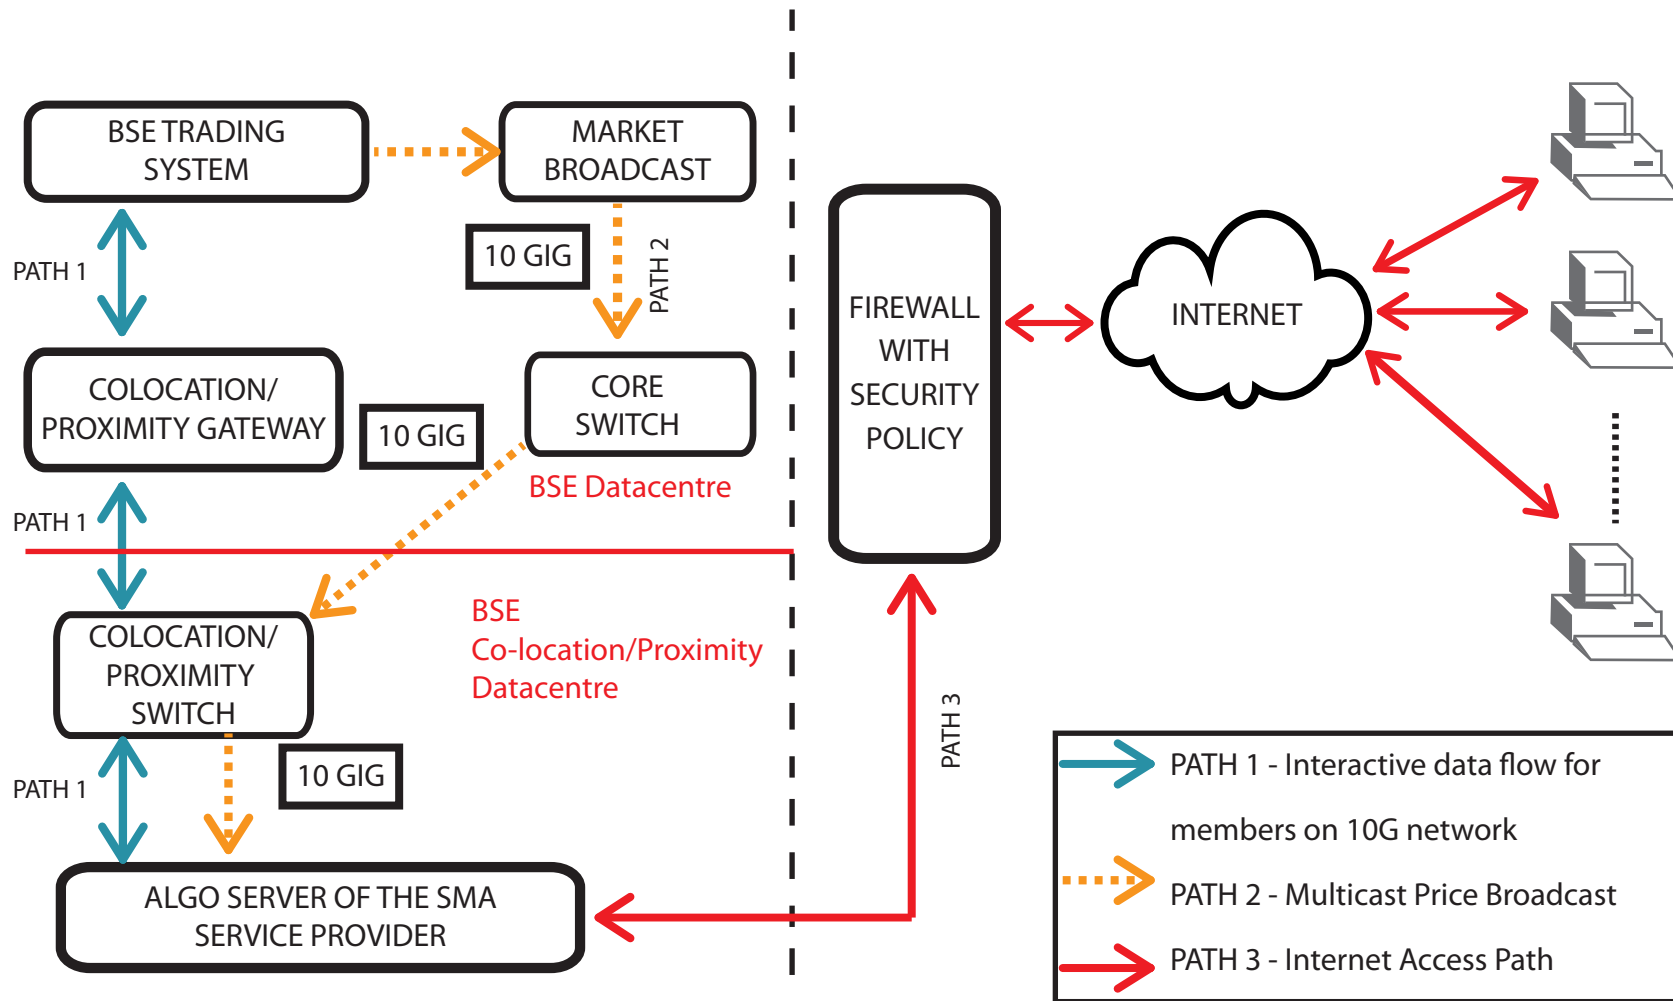 BSE TRADING
SYSTEM
MARKET
BROADCAST
PATH 1
10 GIG
PATH 2
COLOCATION/
PROXIMITY GATEWAY
10 GIG
CORE
SWITCH
BSE Datacentre
PATH 1
COLOCATION/
PROXIMITY
SWITCH
BSE
Co-location/Proximity
Datacentre
PATH 1
10 GIG
ALGO SERVER OF THE SMA
SERVICE PROVIDER
FIREWALL
WITH
SECURITY
POLICY
INTERNET
PATH 3
PATH 1 - Interactive data flow for
members on 10G network
PATH 2 - Multicast Price Broadcast
PATH 3 - Internet Access Path